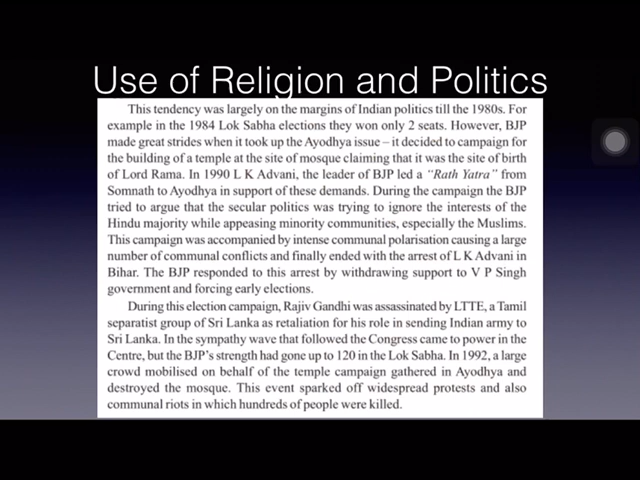 Use of Religion and Politics
This tendency was largely on the margins of Indian politics till the 1980s. For
example in the 1984 Lok Sabha elections they won only 2 seats. However, BJP
made great strides when it took up the Ayodhya issue – it decided to campaign for
the building of a temple at the site of mosque claiming that it was the site of birth
of Lord Rama. In 1990 L K Advani, the leader of BJP led a “Rath Yatra” from
Somnath to Ayodhya in support of these demands. During the campaign the BJP
tried to argue that the secular politics was trying to ignore the interests of the
Hindu majority while appeasing minority communities, especially the Muslims.
This campaign was accompanied by intense communal polarisation causing a large
number of communal conflicts and finally ended with the arrest of L K Advani in
Bihar. The BJP responded to this arrest by withdrawing support to V P Singh
government and forcing early elections.
During this election campaign, Rajiv Gandhi was assassinated by LTTE, a Tamil
separatist group of Sri Lanka as retaliation for his role in sending Indian army to
Sri Lanka. In the sympathy wave that followed the Congress came to power in the
Centre, but the BJP’s strength had gone up to 120 in the Lok Sabha. In 1992, a large
crowd mobilised on behalf of the temple campaign gathered in Ayodhya and
destroyed the mosque. This event sparked off widespread protests and also
communal riots in which hundreds of people were killed.